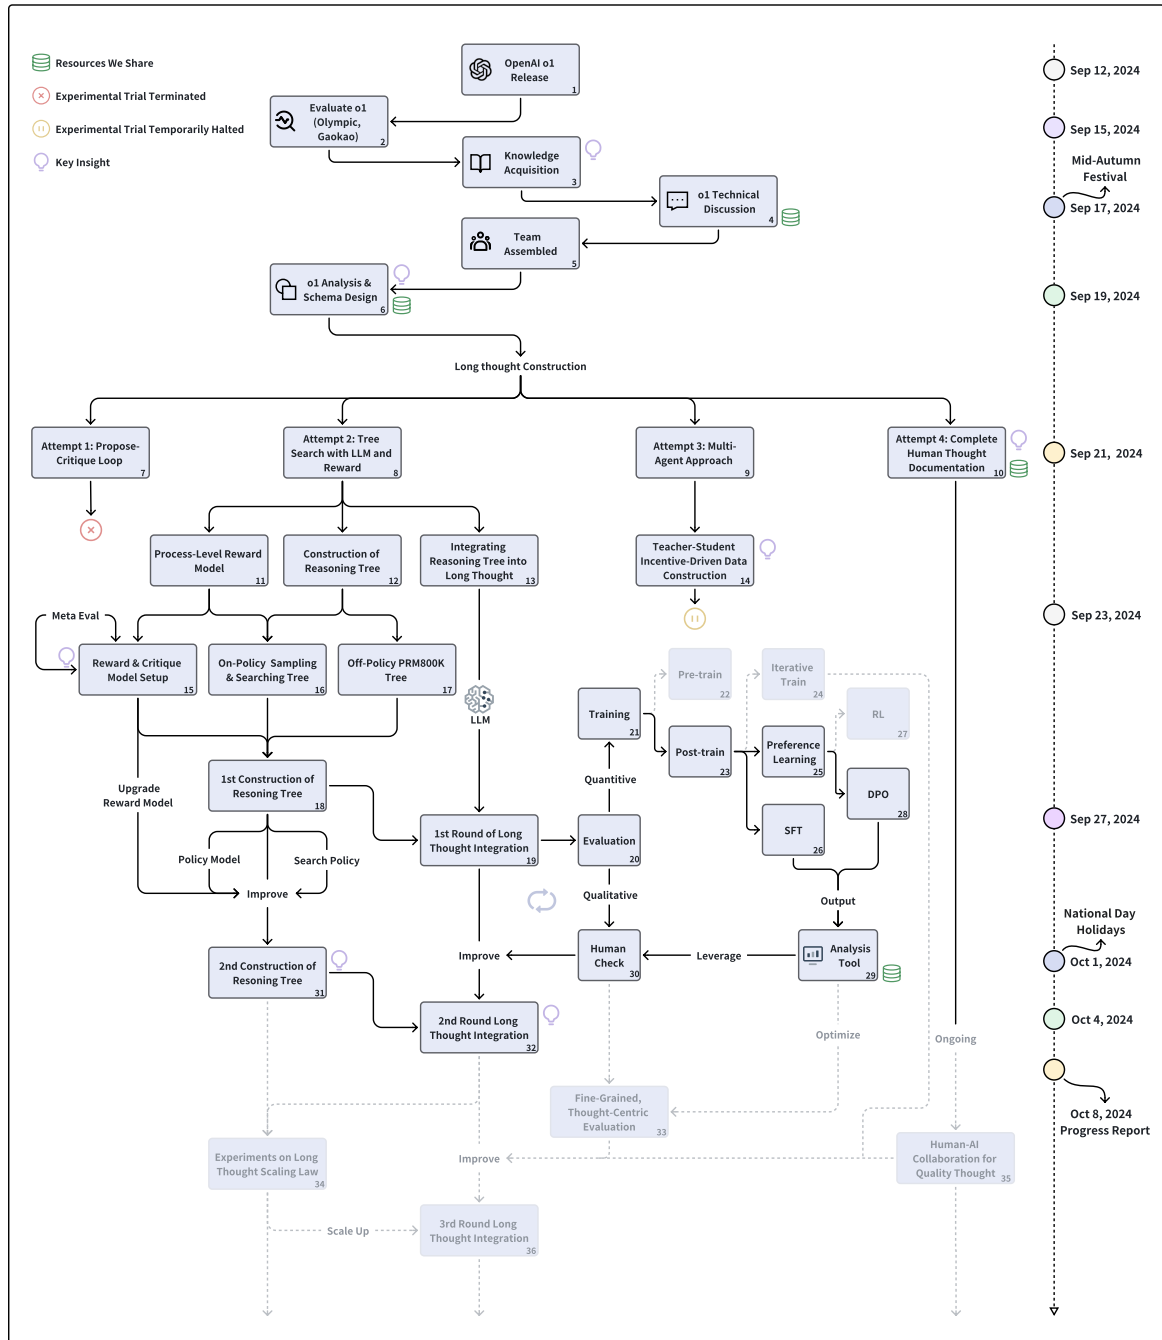 Resources We Share
Experimental Trial Terminated
Experimental Trial Temporarily Halted
Key Insight
OpenAI o1
Release
1
Evaluate o1
(Olympic,
Gaokao)
2
Knowledge
Acquisition
3
o1 Technical
Discussion
4
Team
Assembled
5
o1 Analysis &
Schema Design
6
Long thought Construction
Attempt 1: Propose-
Critique Loop
7
Attempt 2: Tree
Search with LLM and
Reward
8
Attempt 3: Multi-
Agent Approach
9
Attempt 4: Complete
Human Thought
Documentation
10
Process-Level Reward
Model
11
Construction of
Reasoning Tree
12
Integrating
Reasoning Tree into
Long Thought
13
Teacher-Student
Incentive-Driven Data
Construction
14
Meta Eval
Reward & Critique
Model Setup
15
On-Policy Sampling
& Searching Tree
16
Off-Policy PRM800K
Tree
17
LLM
Upgrade
Reward Model
1st Construction of
Resoning Tree
18
Policy Model
Search Policy
Improve
1st Round of Long
Thought Integration
19
Evaluation
20
Quantitive
Qualitative
Training
21
Pre-train
22
Post-train
23
Iterative
Train
24
Preference
Learning
25
SFT
26
RL
27
DPO
28
Output
Analysis
Tool
29
Leverage
Human
Check
30
Improve
2nd Construction of
Resoning Tree
31
2nd Round Long
Thought Integration
32
Optimize
Ongoing
Fine-Grained,
Thought-Centric
Evaluation
33
Experiments on Long
Thought Scaling Law
34
Improve
Human-AI
Collaboration for
Quality Thought
35
Scale Up
3rd Round Long
Thought Integration
36
Sep 12, 2024
Sep 15, 2024
Mid-Autumn
Festival
Sep 17, 2024
Sep 19, 2024
Sep 21, 2024
Sep 23, 2024
Sep 27, 2024
National Day
Holidays
Oct 1, 2024
Oct 4, 2024
Oct 8, 2024
Progress Report